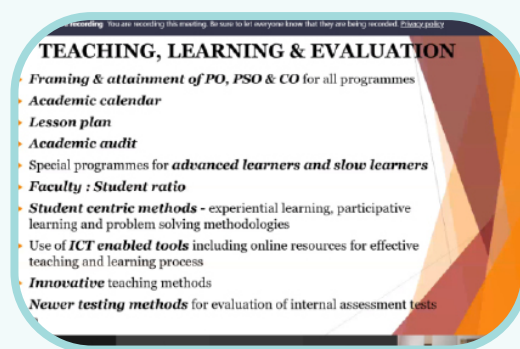 recording You are recording this meeting. Be sure to let everyone know that they are being recorded. Privacy policy
TEACHING, LEARNING & EVALUATION
Framing & attainment of PO, PSO & CO for all programmes
Academic calendar
Lesson plan
Academic audit
Special programmes for advanced learners and slow learners
Faculty : Student ratio
Student centric methods - experiential learning, participative
learning and problem solving methodologies
Use of ICT enabled tools including online resources for effective
teaching and learning process
Innovative teaching methods
Newer testing methods for evaluation of internal assessment tests